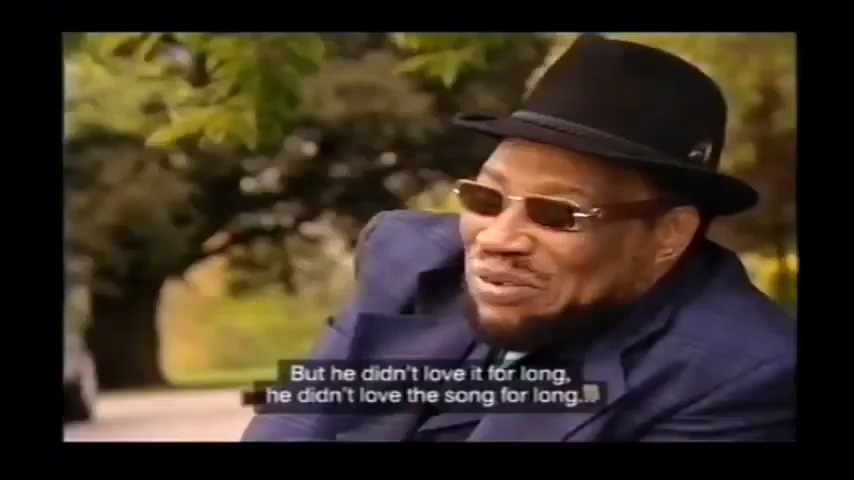 But he didn't love it for long,
he didn't love the song for long...